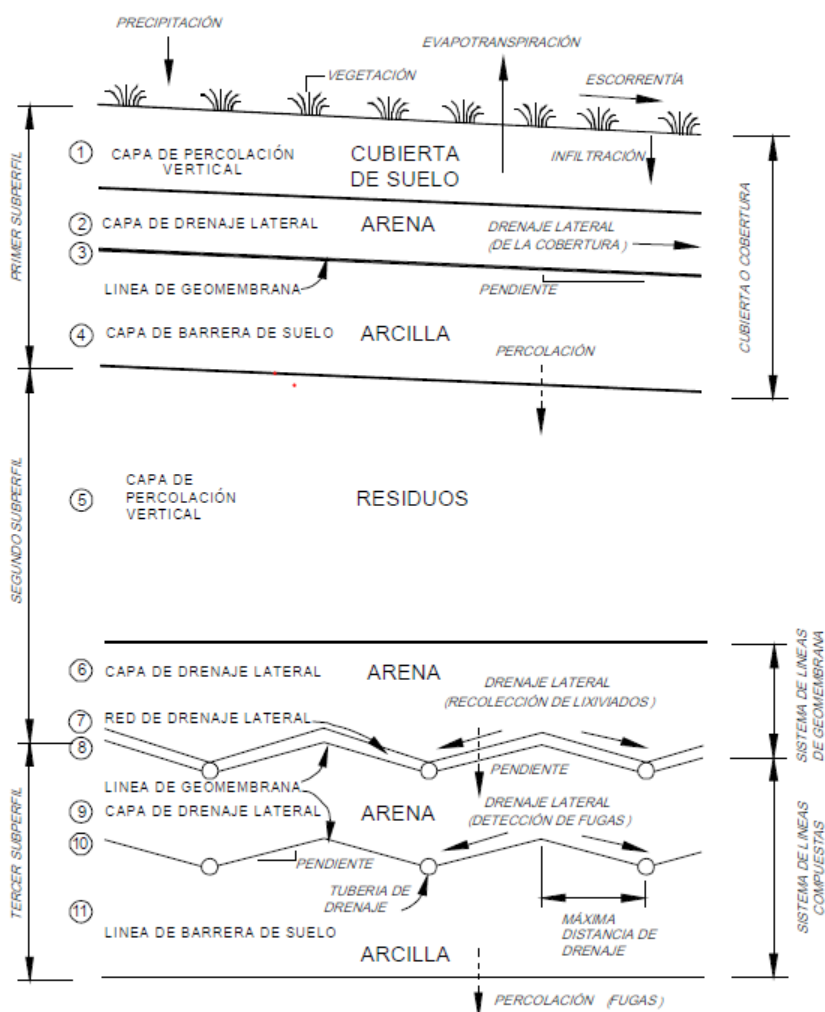 PRECIPITACIÓN
EVAPOTRANSPIRACIÓN
VEGETACIÓN
ESCORRENTÍA
PRIMER SUBPERFIL
1
CAPA DE PERCOLACIÓN
VERTICAL
CUBIERTA
DE SUELO
INFILTRACIÓN
2
CAPA DE DRENAJE LATERAL
ARENA
DRENAJE LATERAL
(DE LA COBERTURA )
3
LINEA DE GEOMEMBRANA
PENDIENTE
4
CAPA DE BARRERA DE SUELO
ARCILLA
PERCOLACIÓN
CUBIERTA O COBERTURA
SEGUNDO SUBPERFIL
5
CAPA DE
PERCOLACIÓN
VERTICAL
RESIDUOS
6
CAPA DE DRENAJE LATERAL
ARENA
DRENAJE LATERAL
(RECOLECCIÓN DE LIXIVIADOS )
7
RED DE DRENAJE LATERAL
8
PENDIENTE
SISTEMA DE LINEAS
DE GEOMEMBRANA
TERCER SUBPERFIL
LINEA DE GEOMEMBRANA
9
CAPA DE DRENAJE LATERAL
ARENA
DRENAJE LATERAL
(DETECCIÓN DE FUGAS )
10
PENDIENTE
TUBERIA DE
DRENAJE
MÁXIMA
DISTANCIA DE
DRENAJE
11
LINEA DE BARRERA DE SUELO
ARCILLA
SISTEMA DE LINEAS
COMPUESTAS
PERCOLACIÓN (FUGAS )